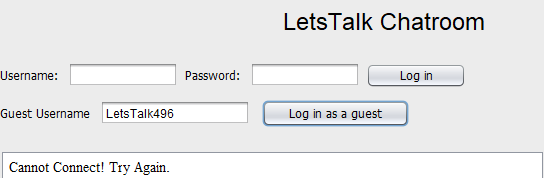 LetsTalk Chatroom
Username: Password: Log in
Guest Username LetsTalk496 Log in as a guest
Cannot Connect! Try Again.